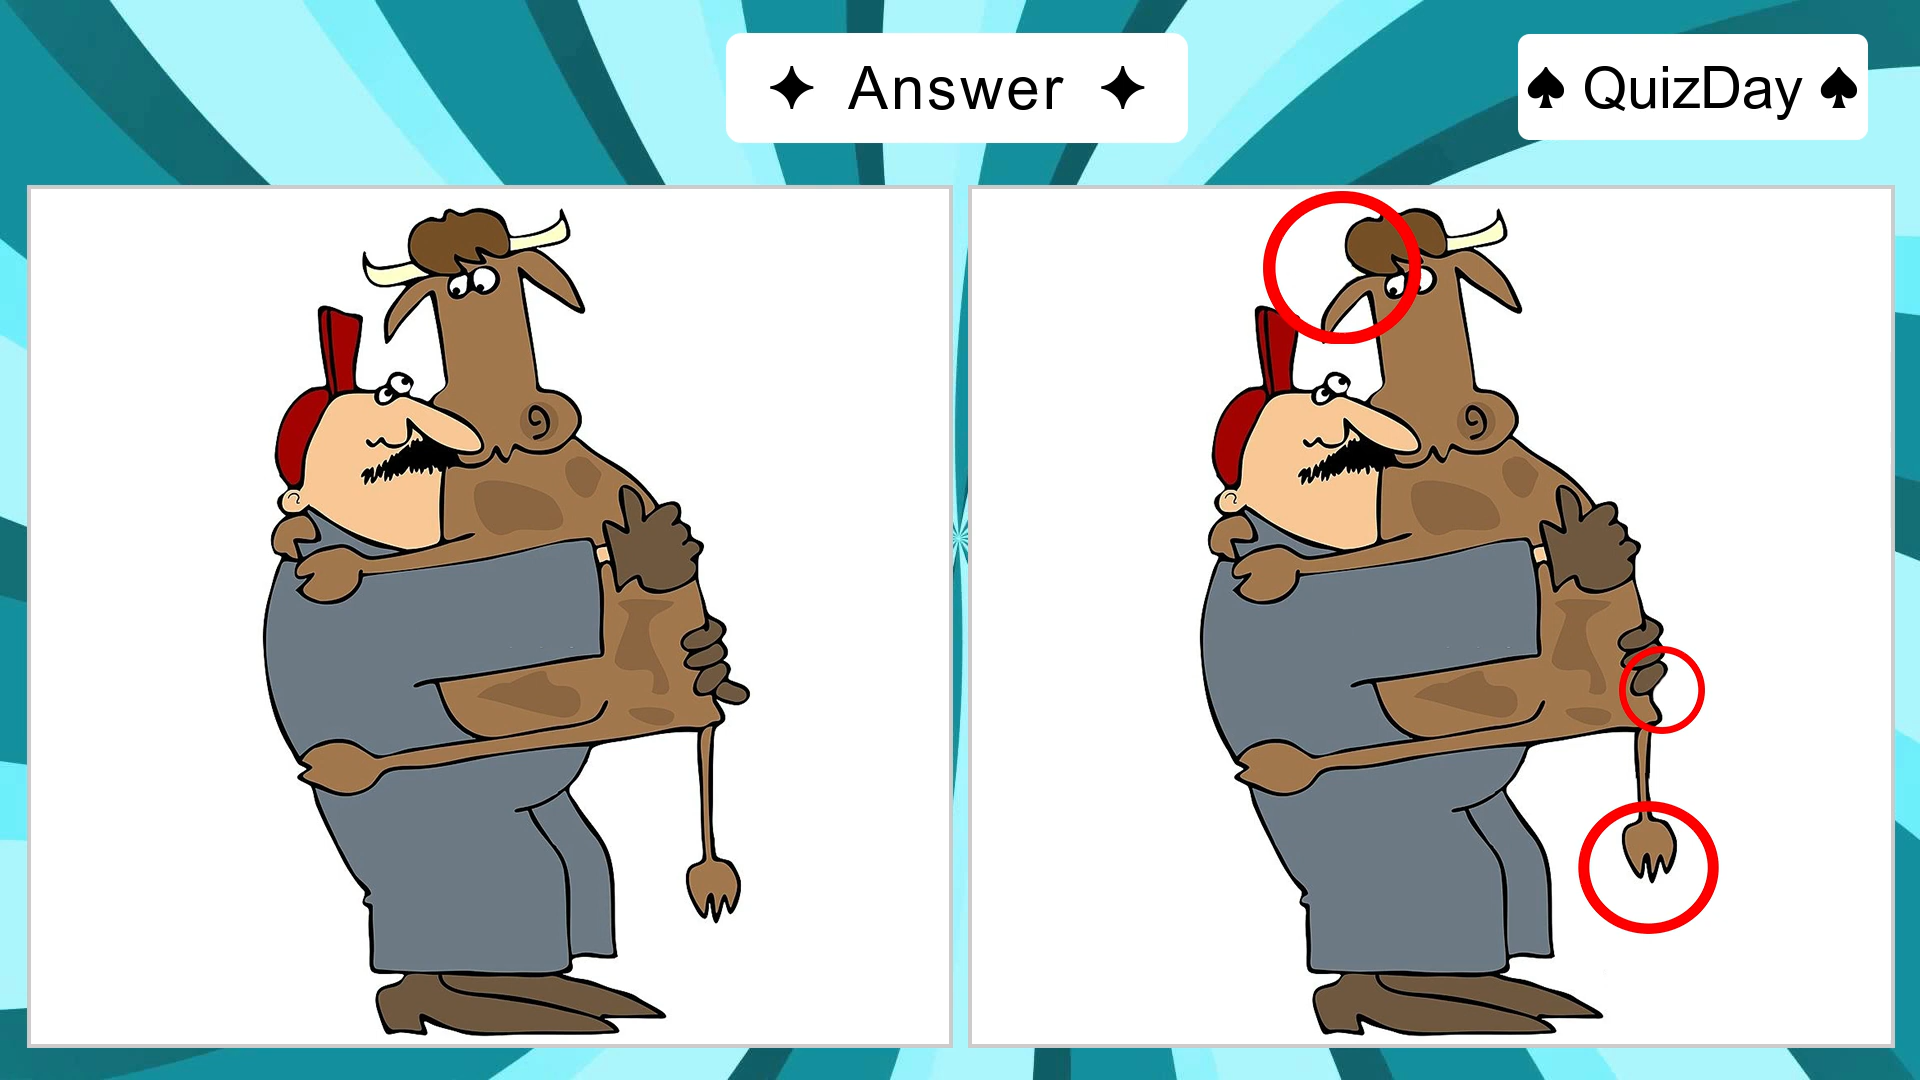 ✦ Answer ✦
♠ QuizDay ♠